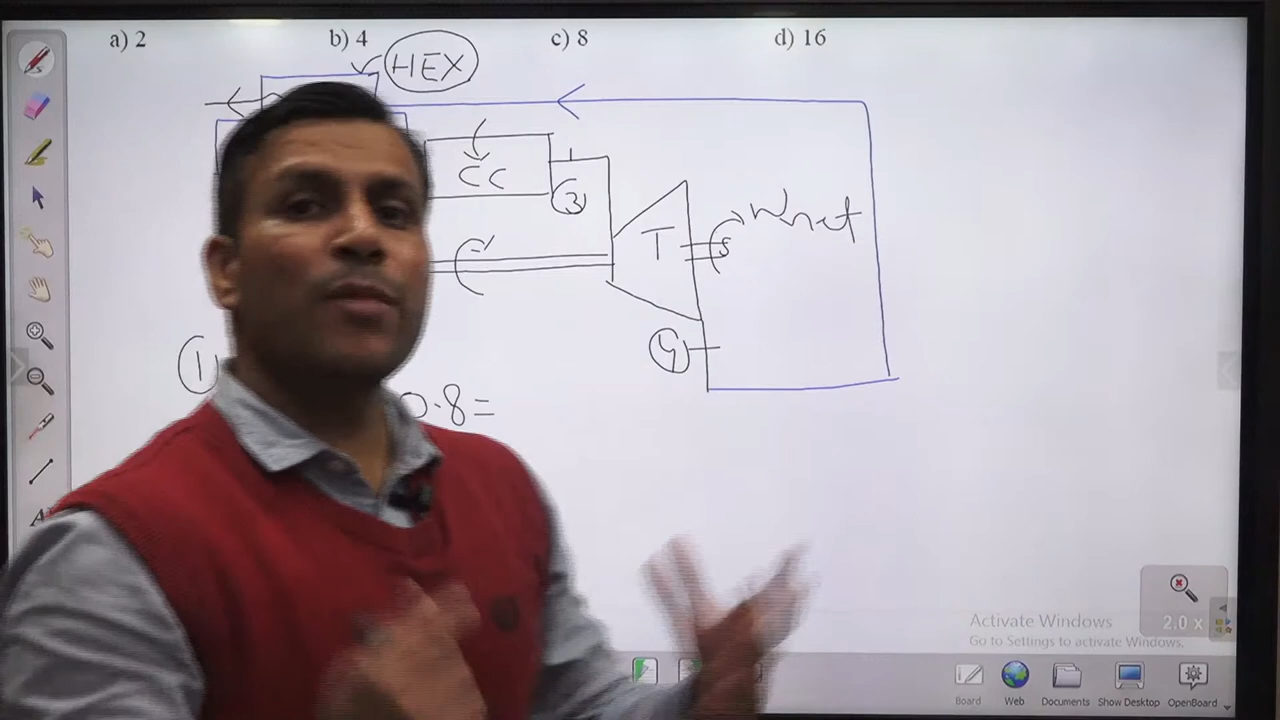 a) 2 b) 4 c) 8 d) 16
HEX
CC
3
T
Wnet
1
4
0.8=
A
Activate Windows
Go to Settings to activate Windows.
2.0 x
Board Web Documents Show Desktop OpenBoard